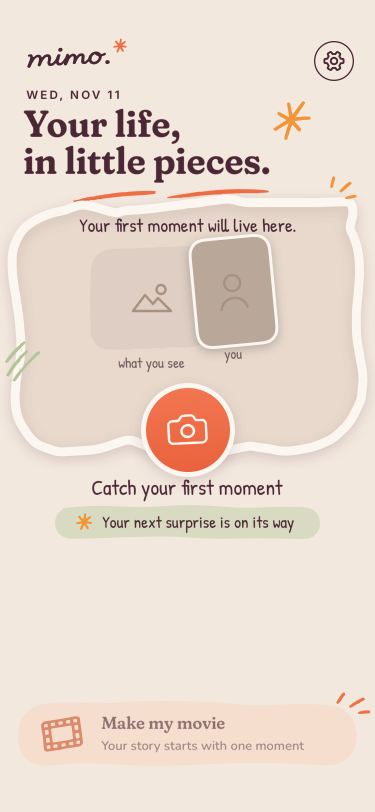 mimo.
WED, NOV 11
Your life,
in little pieces.
Your first moment will live here.
what you see
you
Catch your first moment
Your next surprise is on its way
Make my movie
Your story starts with one moment